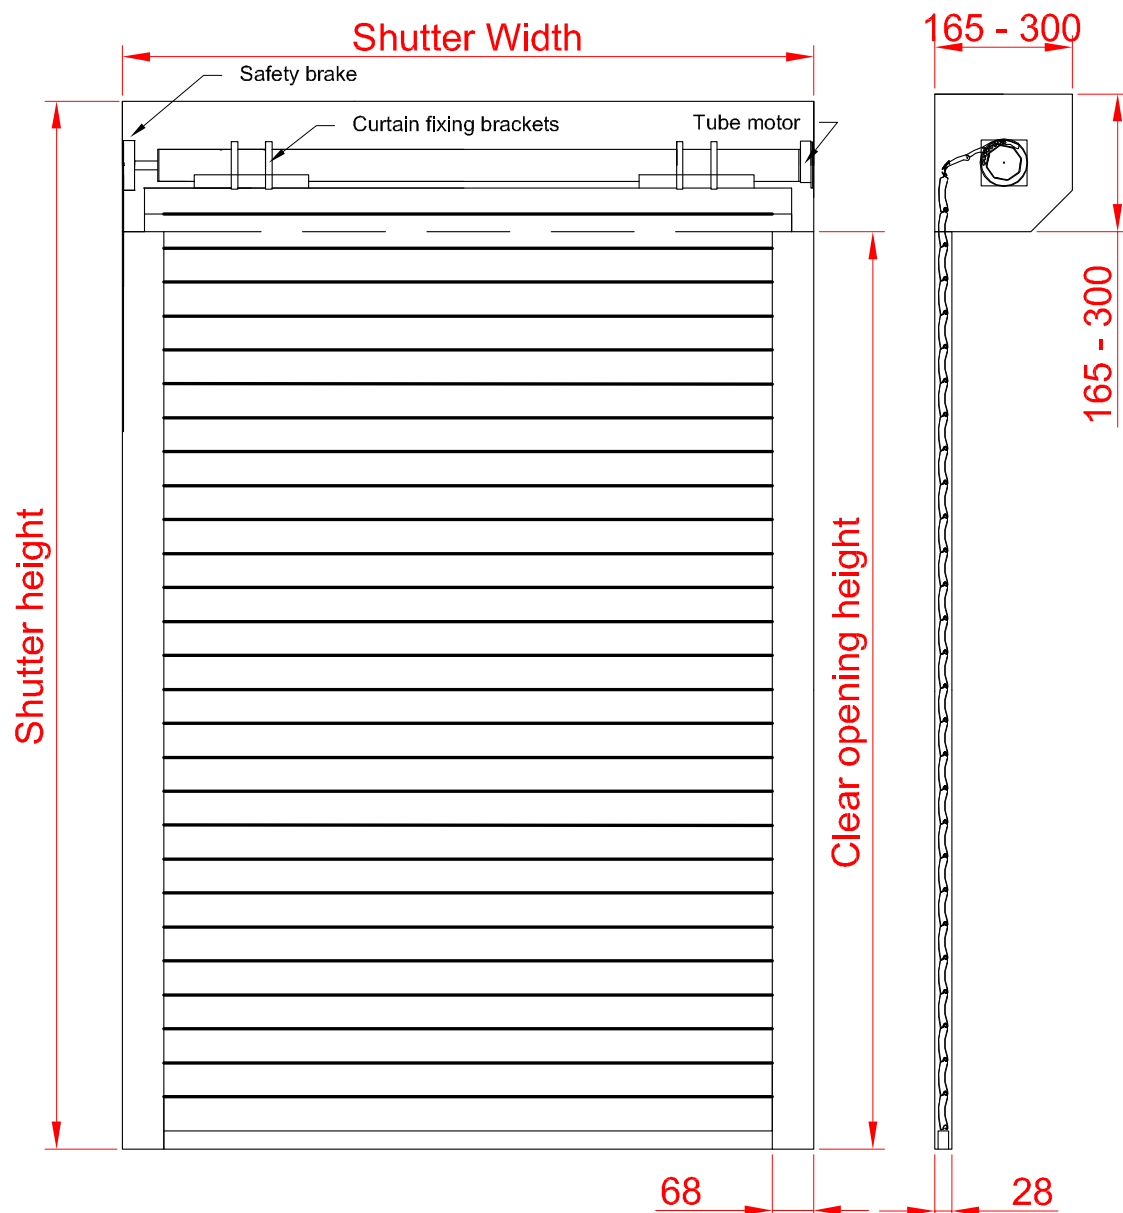 Shutter Width
165 - 300
Safety brake
Curtain fixing brackets
Tube motor
165 - 300
Shutter height
Clear opening height
68
28